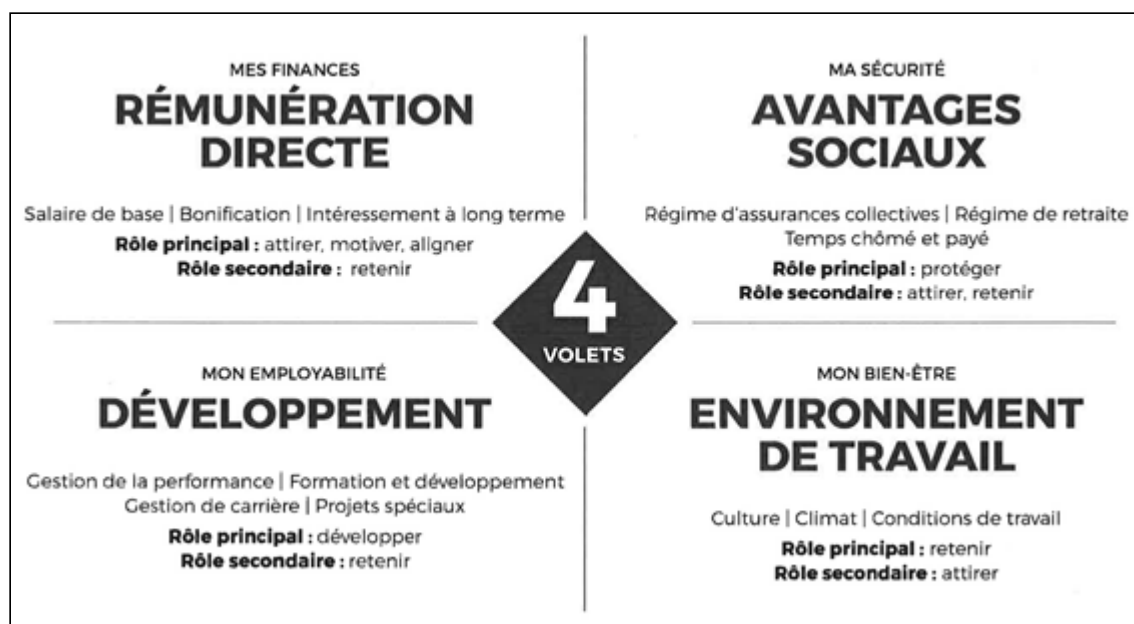 MES FINANCES
RÉMUNÉRATION
DIRECTE
Salaire de base | Bonification | Intéressement à long terme
Rôle principal : attirer, motiver, aligner
Rôle secondaire : retenir
MA SÉCURITÉ
AVANTAGES
SOCIAUX
Régime d'assurances collectives | Régime de retraite
Temps chômé et payé
Rôle principal : protéger
Rôle secondaire : attirer, retenir
4
VOLETS
MON EMPLOYABILITÉ
DÉVELOPPEMENT
Gestion de la performance | Formation et développement
Gestion de carrière | Projets spéciaux
Rôle principal : développer
Rôle secondaire : retenir
MON BIEN-ÊTRE
ENVIRONNEMENT
DE TRAVAIL
Culture | Climat | Conditions de travail
Rôle principal : retenir
Rôle secondaire : attirer